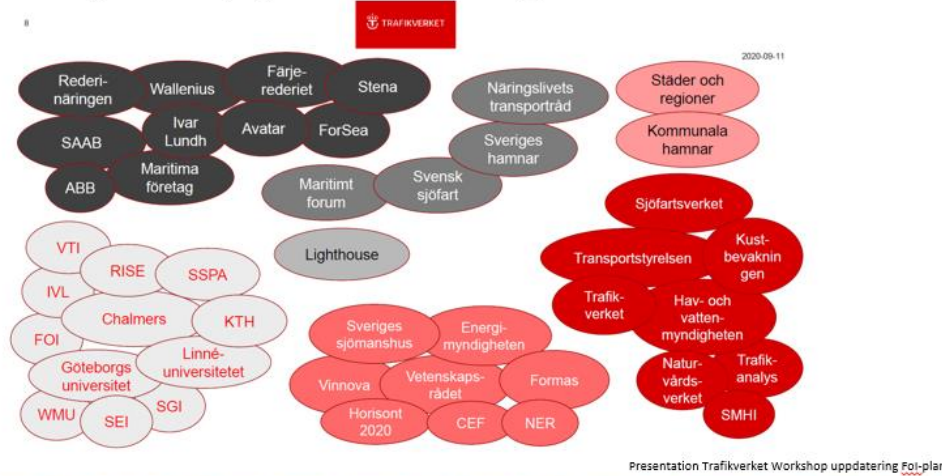 8
TRAFIKVERKET
2020-09-11
Rederi-
näringen
Wallenius
Färje-
rederiet
Stena
SAAB
Ivar
Lundh
Avatar
ForSea
ABB
Maritima
företag
Näringslivets
transportråd
Sveriges
hamnar
Maritimt
forum
Svensk
sjöfart
Lighthouse
Städer och
regioner
Kommunala
hamnar
VTI
RISE
SSPA
IVL
Chalmers
KTH
FOI
Göteborgs
universitet
Linné-
universitetet
WMU
SEI
SGI
Sveriges
sjömanshus
Energi-
myndigheten
Vinnova
Vetenskaps-
rådet
Formas
Horisont
2020
CEF
NER
Sjöfartsverket
Transportstyrelsen
Kust-
bevaknin
gen
Trafik-
verket
Hav- och
vatten-
myndigheten
Natur-
vårds-
verket
Trafik-
analys
SMHI
Presentation Trafikverket Workshop uppdatering FoI-plan